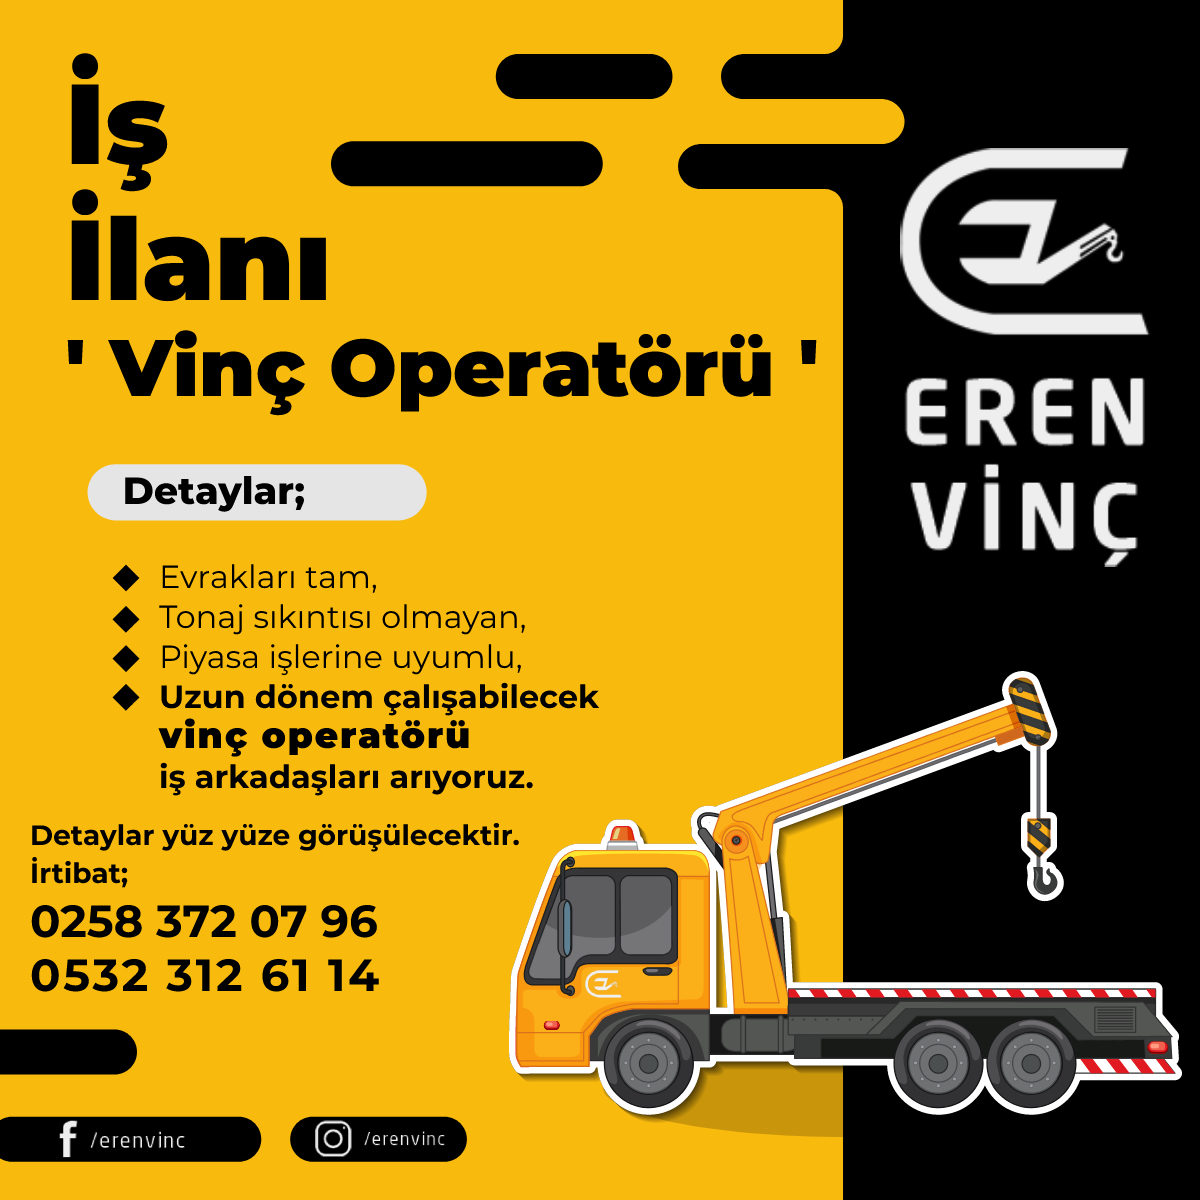 İş
İlanı
' Vinç Operatörü '
Detaylar;
Evrakları tam,
Tonaj sıkıntısı olmayan,
Piyasa işlerine uyumlu,
Uzun dönem çalışabilecek
vinç operatörü
iş arkadaşları arıyoruz.
Detaylar yüz yüze görüşülecektir.
İrtibat;
0258 372 07 96
0532 312 61 14
/erenvinc
/erenvinc
EREN
VİNÇ